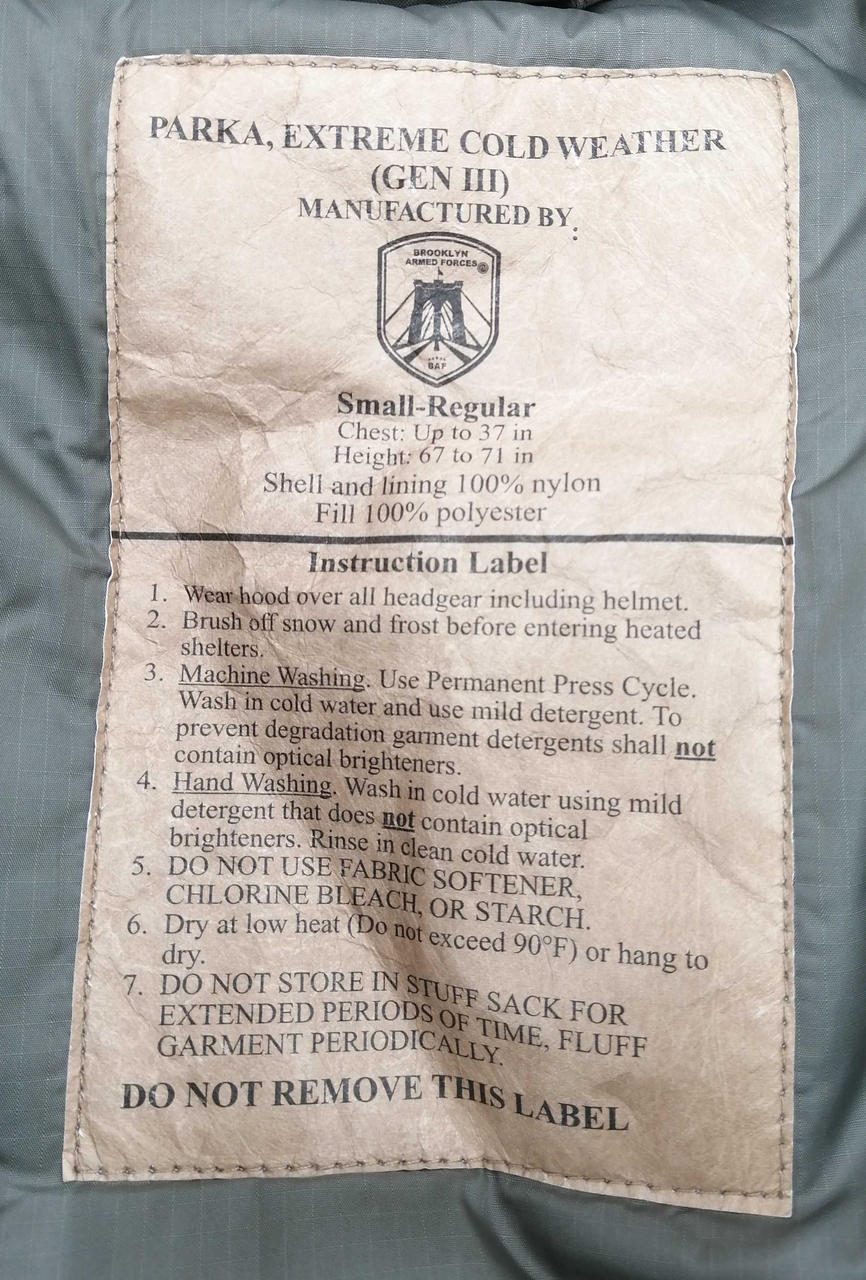 PARKA, EXTREME COLD WEATHER
(GEN III)
MANUFACTURED BY:
BROOKLYN
ARMED FORCES
BAF
Small-Regular
Chest: Up to 37 in
Height: 67 to 71 in
Shell and lining 100% nylon
Fill 100% polyester
Instruction Label
1. Wear hood over all headgear including helmet.
2. Brush off snow and frost before entering heated
shelters.
3. Machine Washing. Use Permanent Press Cycle.
Wash in cold water and use mild detergent. To
prevent degradation garment detergents shall not
contain optical brighteners.
4. Hand Washing. Wash in cold water using mild
detergent that does not contain optical
brighteners. Rinse in clean cold water.
5. DO NOT USE FABRIC SOFTENER,
CHLORINE BLEACH, OR STARCH.
6. Dry at low heat (Do not exceed 90°F) or hang to
dry.
7. DO NOT STORE IN STUFF SACK FOR
EXTENDED PERIODS OF TIME, FLUFF
GARMENT PERIODICALLY.
DO NOT REMOVE THIS LABEL